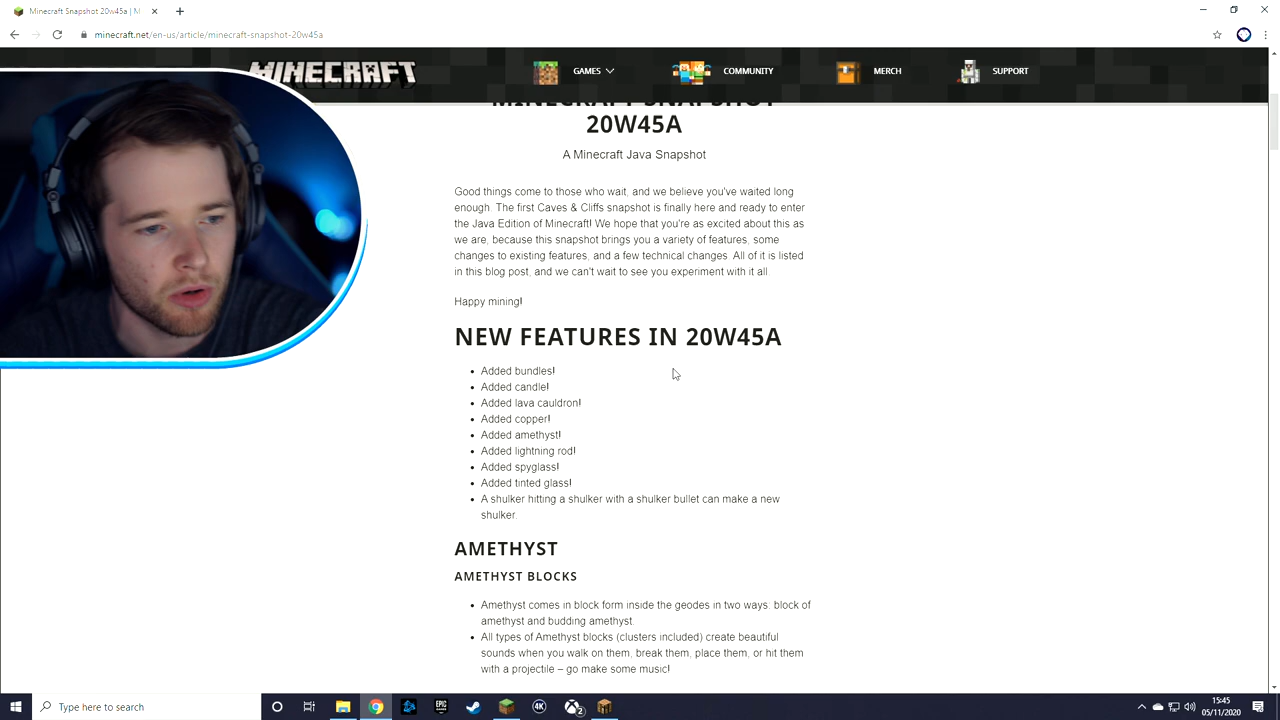 Minecraft Snapshot 20w45a | M
minecraft.net/en-us/article/minecraft-snapshot-20w45a
MINECRAFT
GAMES
COMMUNITY
MERCH
SUPPORT
MINECRAFT SNAPSHOT
20W45A
A Minecraft Java Snapshot
Good things come to those who wait, and we believe you've waited long
enough. The first Caves & Cliffs snapshot is finally here and ready to enter
the Java Edition of Minecraft! We hope that you're as excited about this as
we are, because this snapshot brings you a variety of features, some
changes to existing features, and a few technical changes. All of it is listed
in this blog post, and we can't wait to see you experiment with it all.
Happy mining!
NEW FEATURES IN 20W45A
• Added bundles!
• Added candle!
• Added lava cauldron!
• Added copper!
• Added amethyst!
• Added lightning rod!
• Added spyglass!
• Added tinted glass!
• A shulker hitting a shulker with a shulker bullet can make a new
shulker.
AMETHYST
AMETHYST BLOCKS
• Amethyst comes in block form inside the geodes in two ways: block of
amethyst and budding amethyst.
• All types of Amethyst blocks (clusters included) create beautiful
sounds when you walk on them, break them, place them, or hit them
with a projectile – go make some music!
Type here to search
EPIC
GAMES
4K
2
15:45
05/11/2020